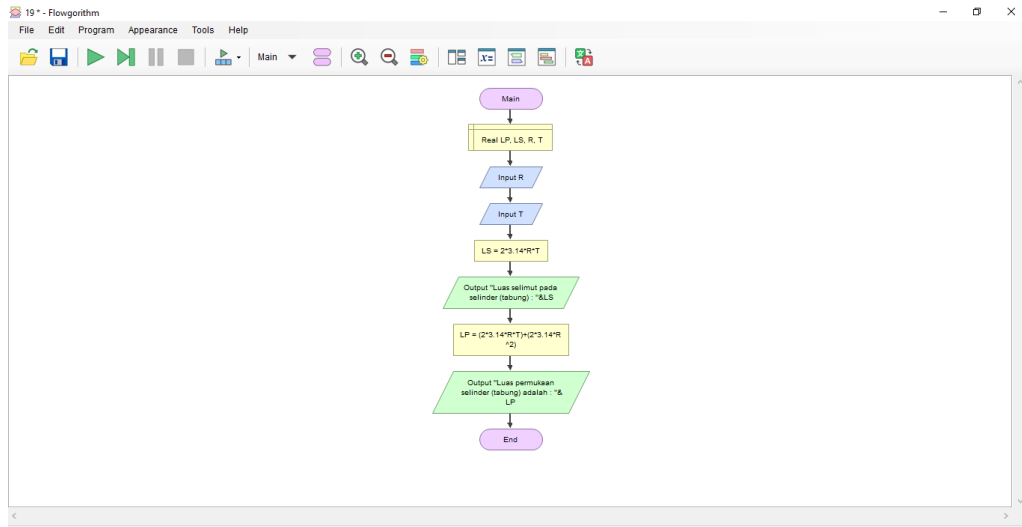 19 * - Flowgorithm
File Edit Program Appearance Tools Help
Main
x=
文 A
Main
Real LP, LS, R, T
Input R
Input T
LS = 2*3.14*R*T
Output "Luas selimut pada
selinder (tabung) : "&LS
LP = (2*3.14*R*T)+(2*3.14*R
^2)
Output "Luas permukaan
selinder (tabung) adalah : "&
LP
End